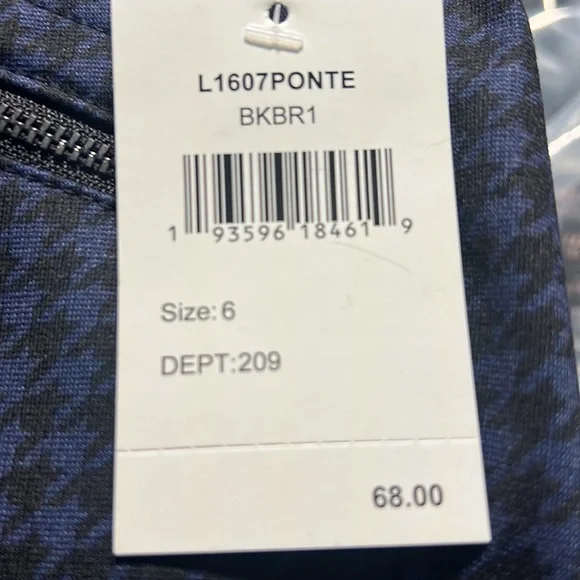 L1607PONTE
BKBR1
1 93596 18461 9
Size: 6
DEPT:209
68.00